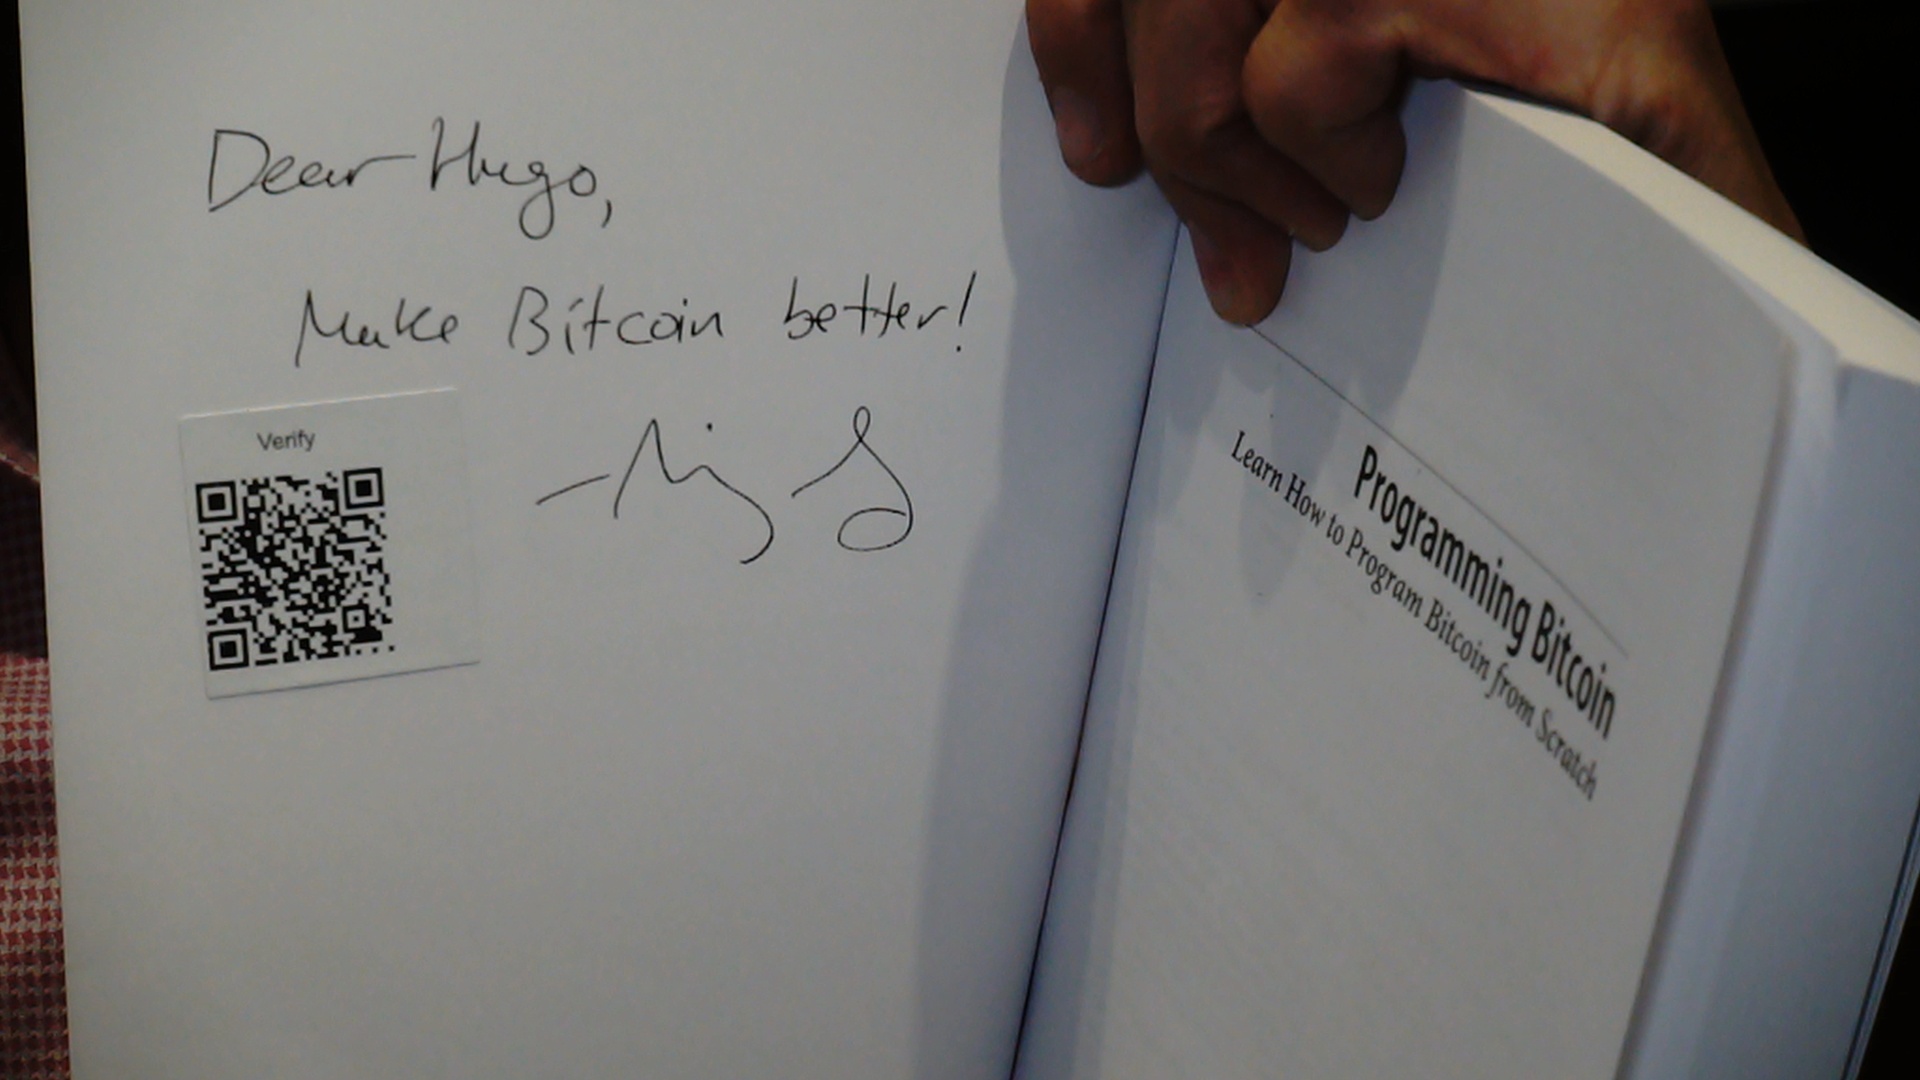 Dear Hugo,
Make Bitcoin better!
Verify
Programming Bitcoin
Learn How to Program Bitcoin from Scratch